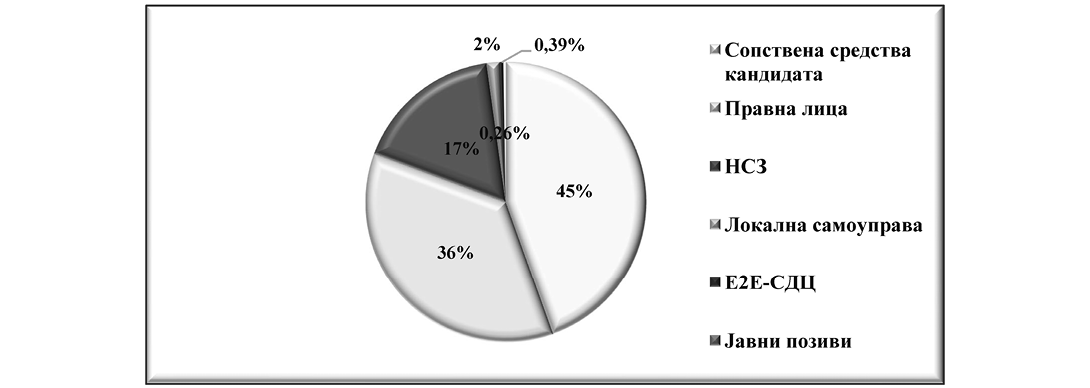 2%
0,39%
0,26%
17%
45%
36%
Сопствена средства
кандидата
Правна лица
НСЗ
Локална самоуправа
Е2Е-СДЦ
Јавни позиви